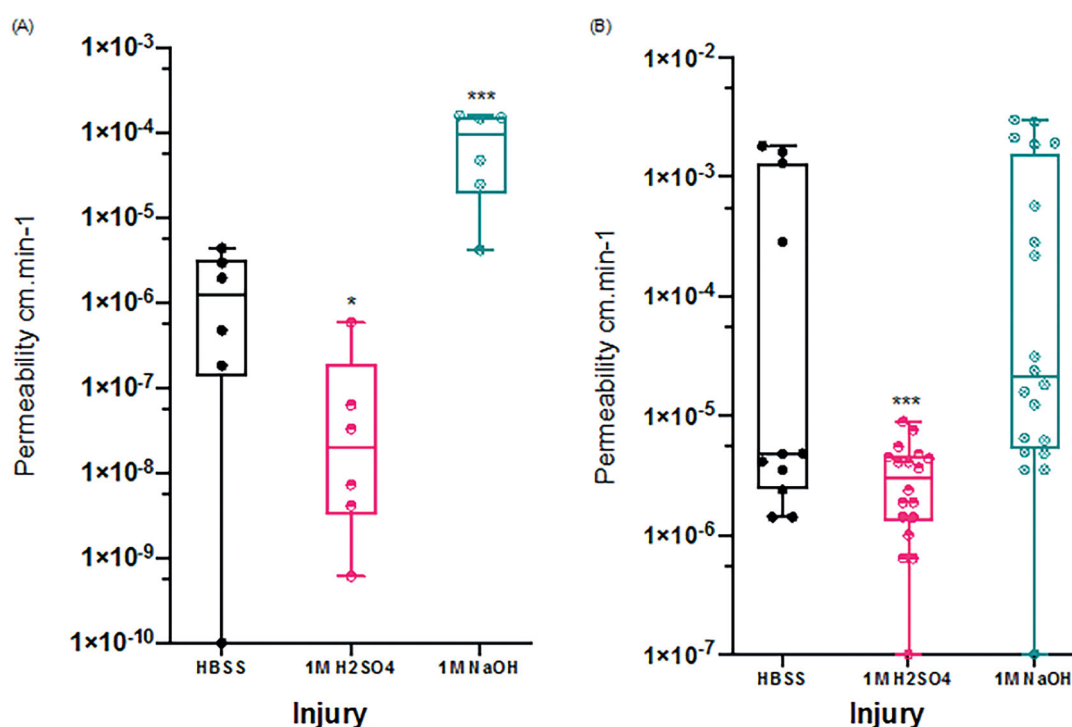 (A)
Permeability cm.min-1
1×10-3
***
1×10-4
1×10-5
1×10-6
*
1×10-7
1×10-8
1×10-9
1×10-10
HBSS 1M H2SO4 1M NaOH
Injury
(B)
Permeability cm.min-1
1×10-2
1×10-3
1×10-4
1×10-5
***
1×10-6
1×10-7
HBSS 1M H2SO4 1M NaOH
Injury